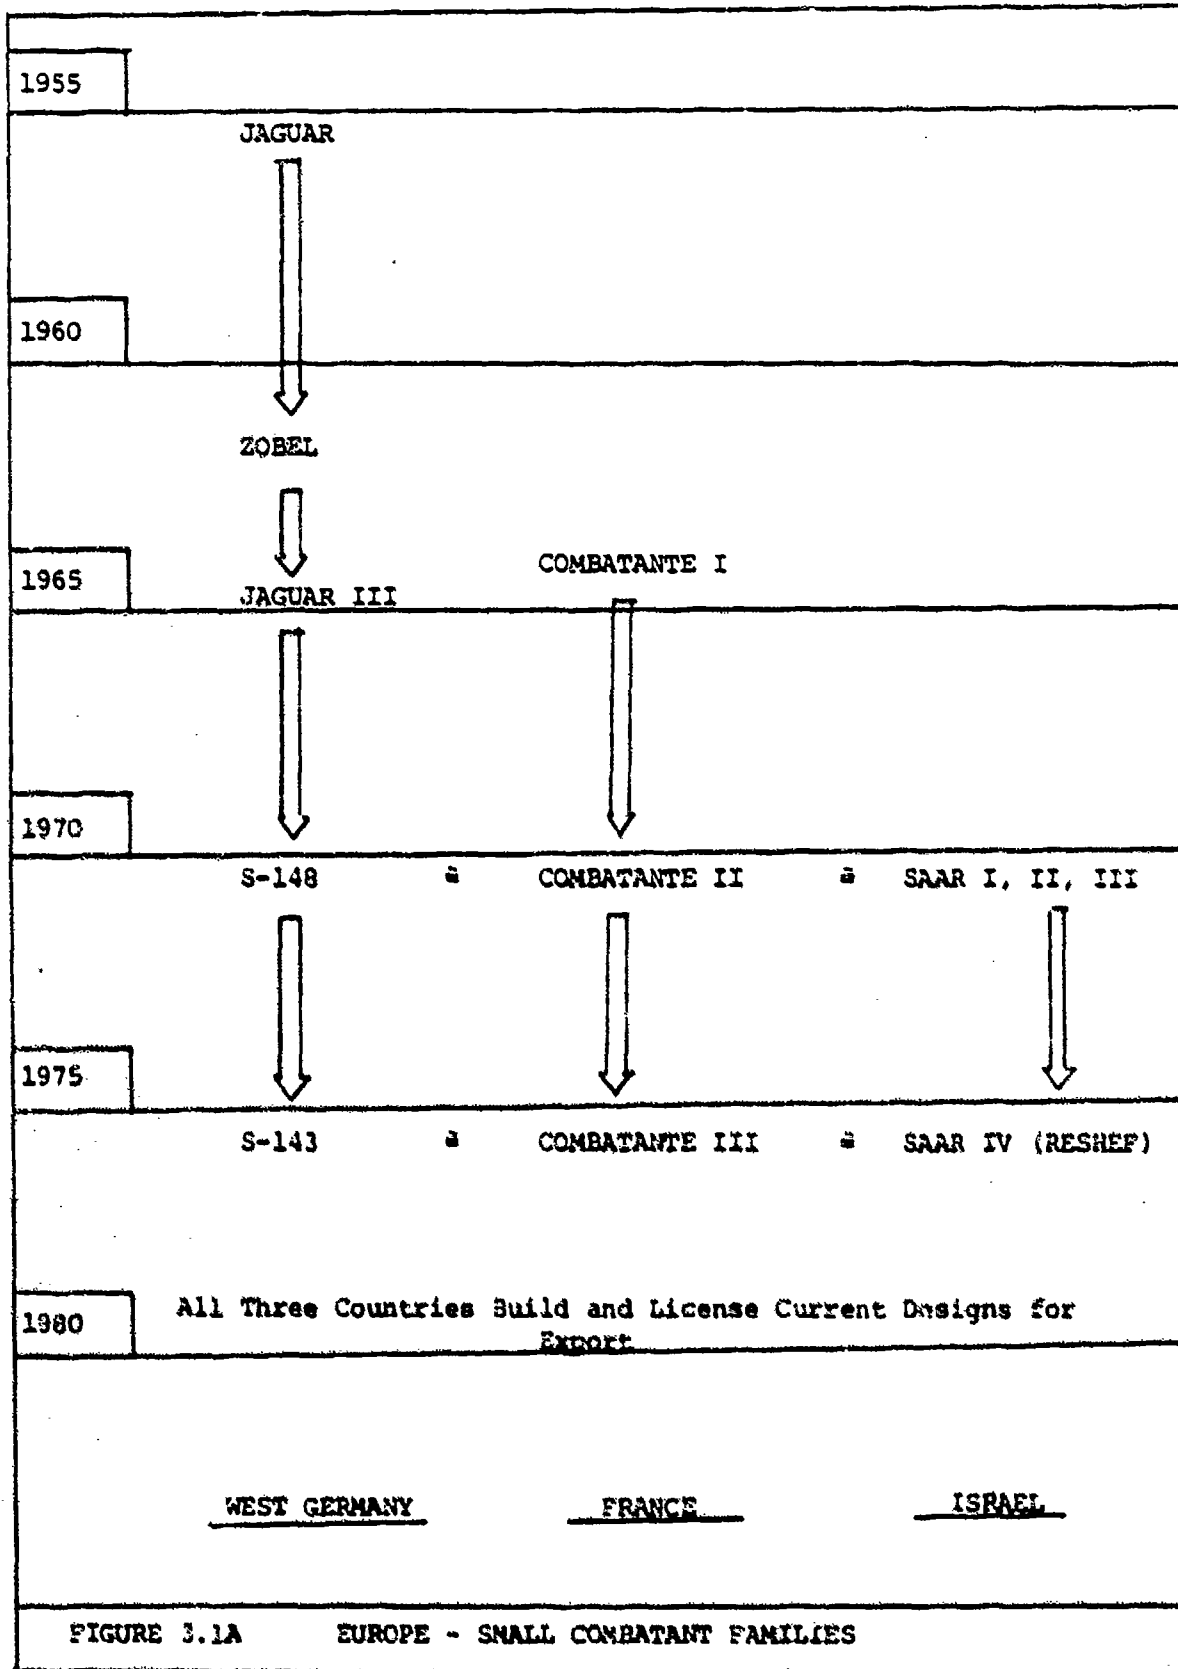 1955
JAGUAR
1960
ZOBEL
1965
COMBATANTE I
JAGUAR III
1970
S-148 & COMBATANTE II & SAAR I, II, III
1975
S-143 & COMBATANTE III & SAAR IV (RESHEF)
1980
All Three Countries Build and License Current Designs for
Export
WEST GERMANY FRANCE ISRAEL
FIGURE 3.1A EUROPE - SMALL COMBATANT FAMILIES